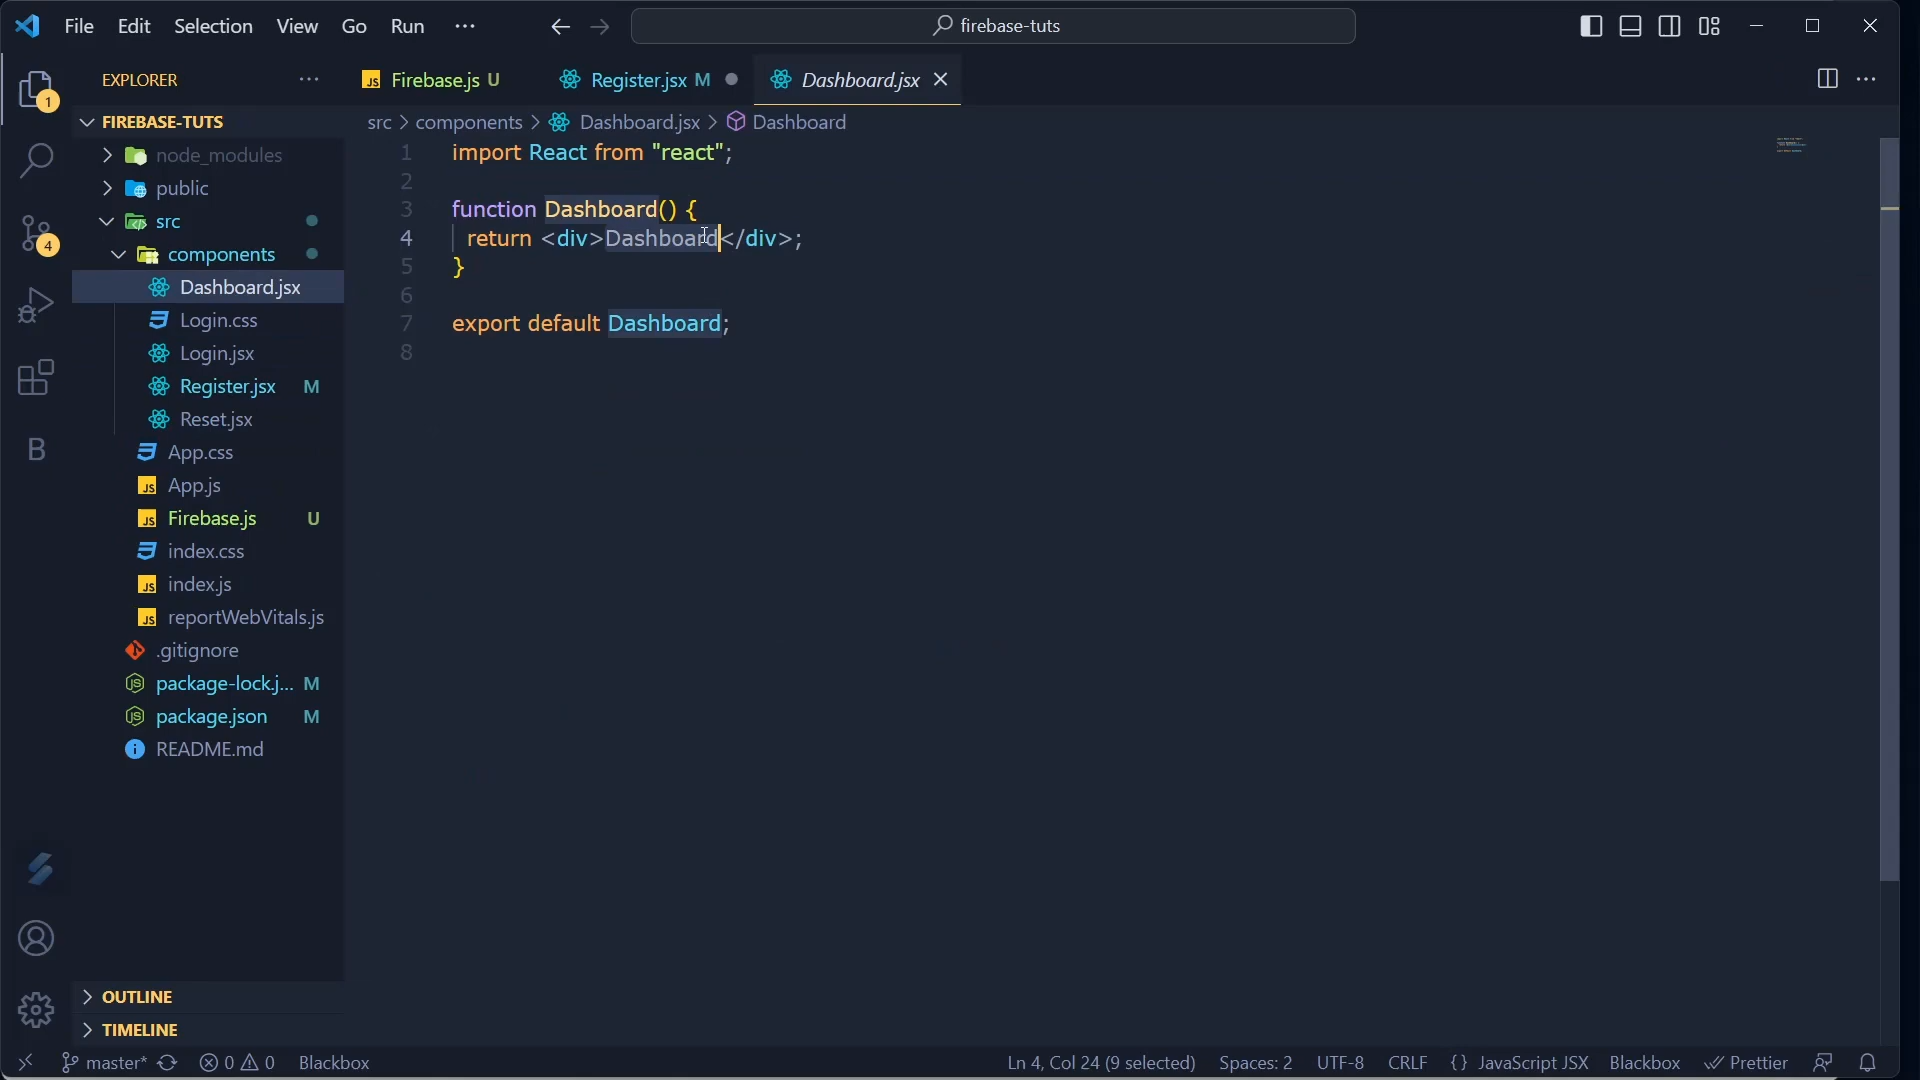 File Edit Selection View Go Run ···
firebase-tuts
EXPLORER ···
Firebase.js U
Register.jsx M
Dashboard.jsx
src > components > Dashboard.jsx > Dashboard
1
FIREBASE-TUTS
node_modules
public
src
components
Dashboard.jsx
Login.css
Login.jsx
Register.jsx M
Reset.jsx
App.css
App.js
Firebase.js U
index.css
index.js
reportWebVitals.js
.gitignore
package-lock.j... M
package.json M
README.md
4
B
1 import React from "react";
2
3 function Dashboard() {
4 return <div>Dashboard</div>;
5 }
6
7 export default Dashboard;
8
OUTLINE
TIMELINE
master* 0 0 Blackbox
Ln 4, Col 24 (9 selected) Spaces: 2 UTF-8 CRLF {} JavaScript JSX Blackbox Prettier